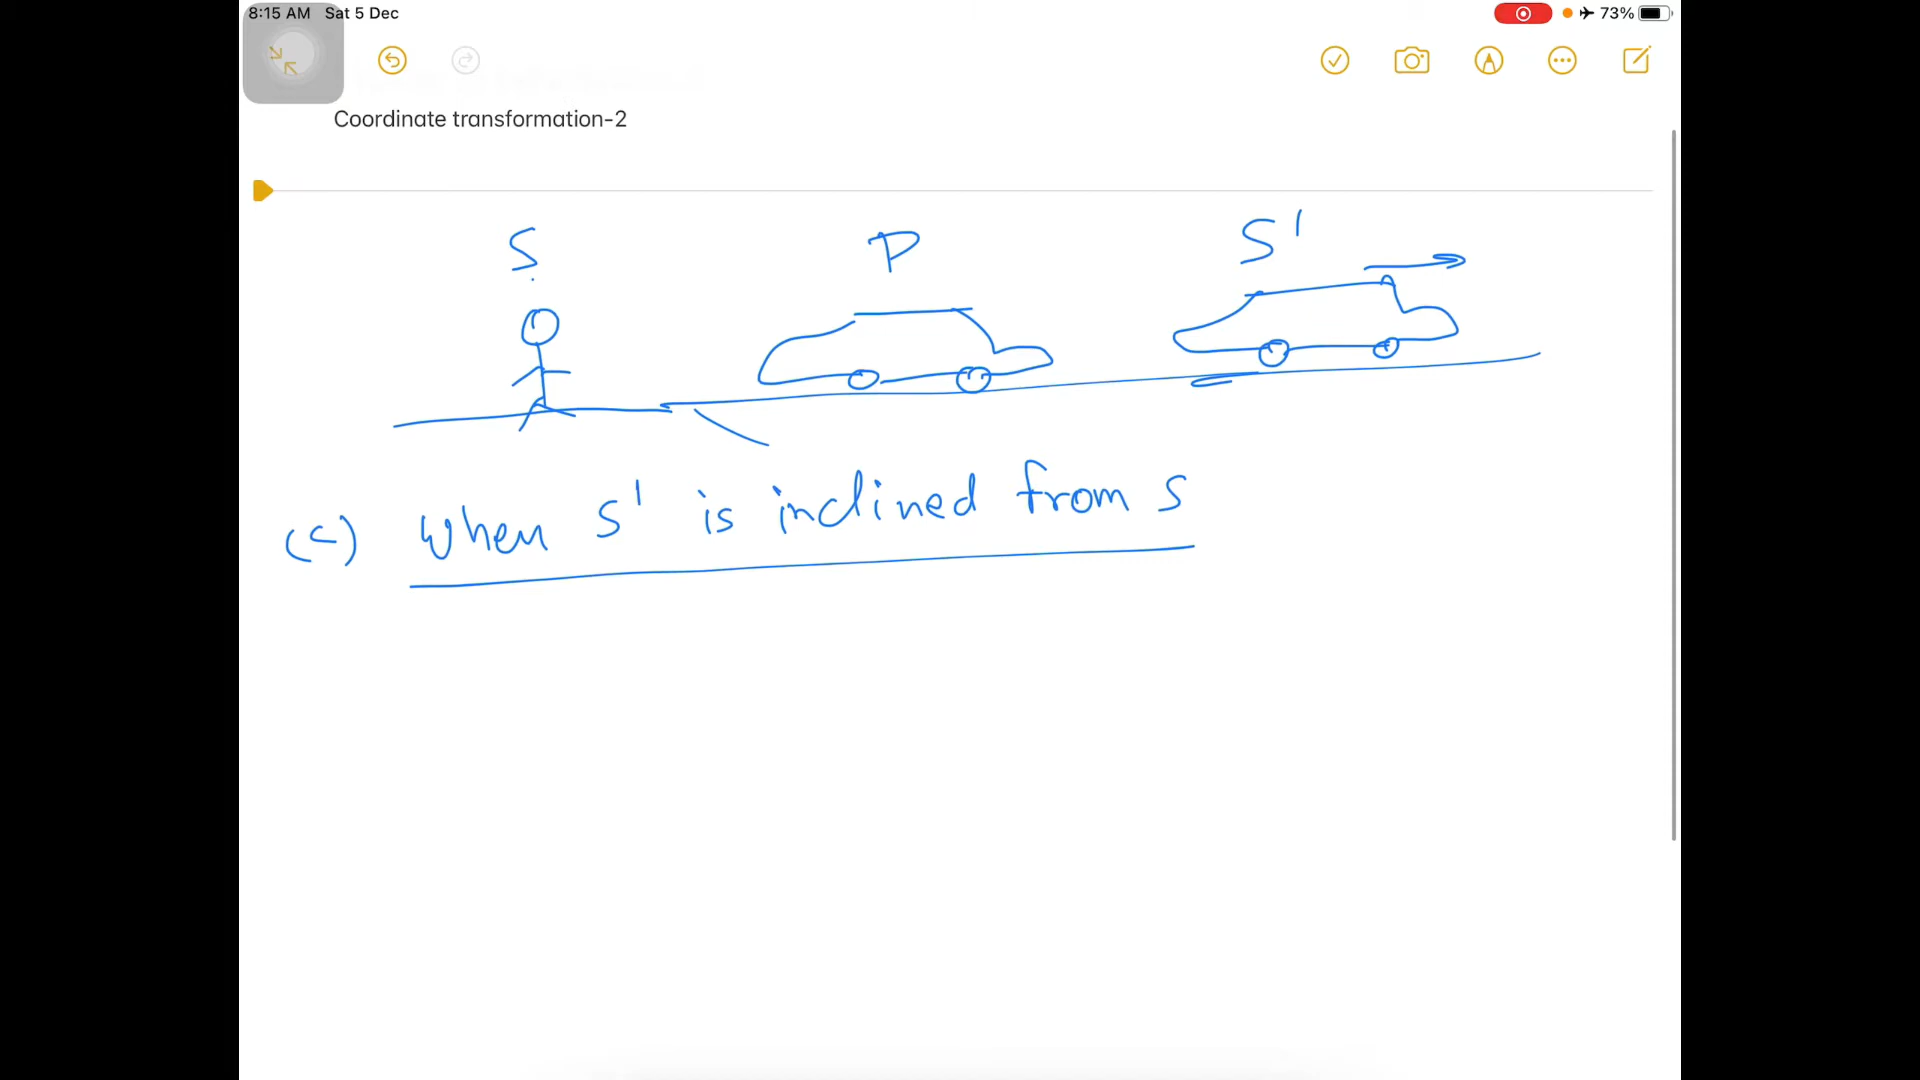 8:15 AM Sat 5 Dec 73%
Coordinate transformation-2
S P S'
(c) When S' is inclined from S